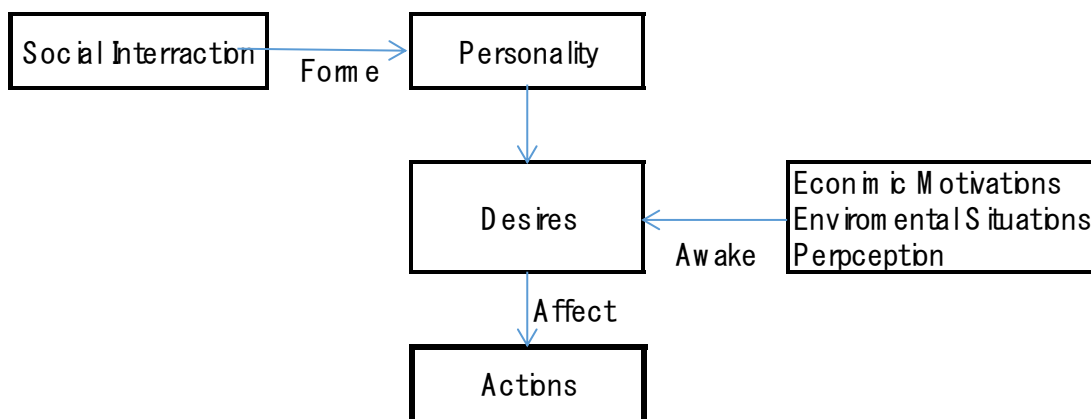 Social Interraction
Forme
Personality
Desires
Econimic Motivations
Enviromental Situations
Perpception
Awake
Affect
Actions